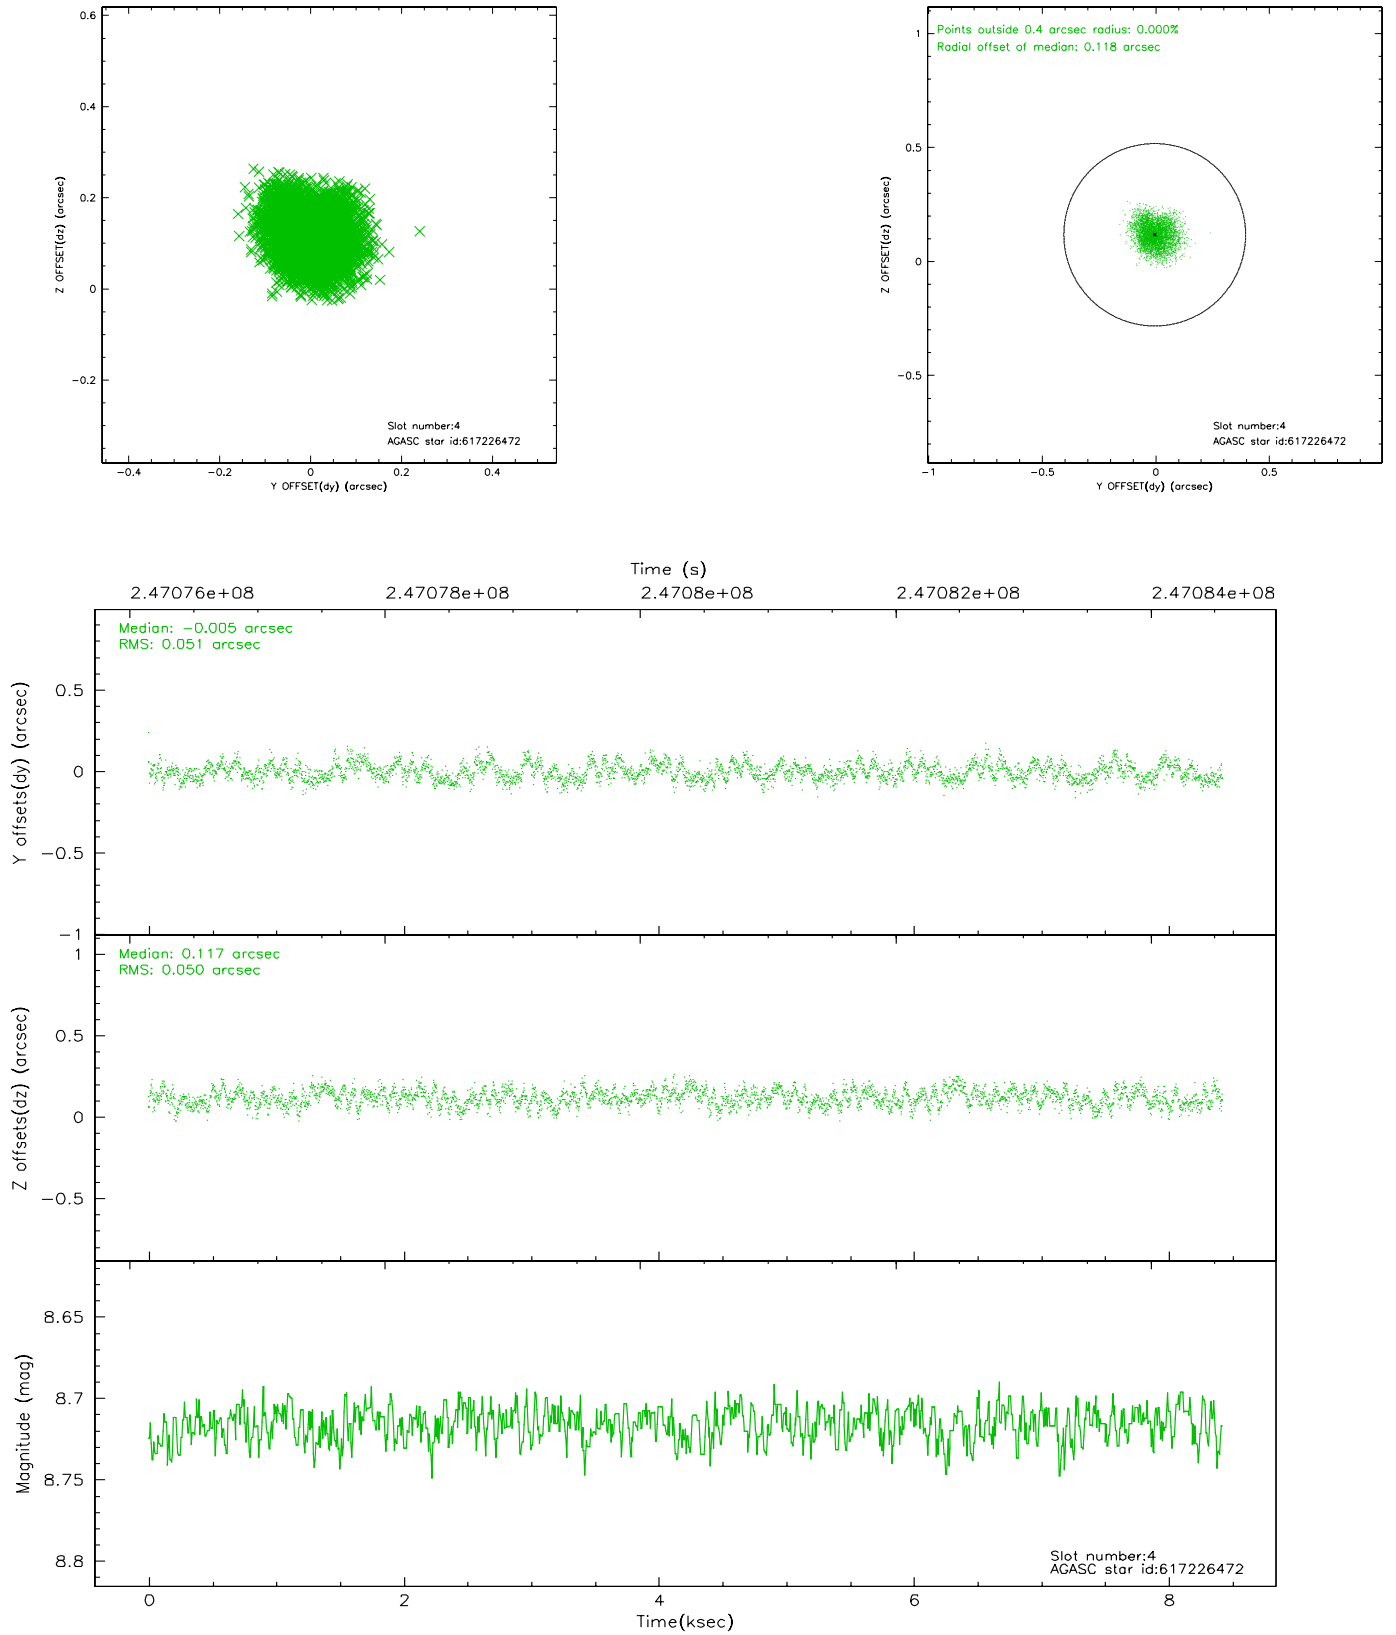 0.6
0.4
0.2
0
−0.2
Z OFFSET(dz) (arcsec)
Slot number:4
AGASC star id:617226472
−0.4 −0.2 0 0.2 0.4
Y OFFSET(dy) (arcsec)
Points outside 0.4 arcsec radius: 0.000%
Radial offset of median: 0.118 arcsec
1
0.5
0
−0.5
Z OFFSET(dz) (arcsec)
Slot number:4
AGASC star id:617226472
−1 −0.5 0 0.5
Y OFFSET(dy) (arcsec)
Time (s)
2.47076e+08 2.47078e+08 2.4708e+08 2.47082e+08 2.47084e+08
Median: −0.005 arcsec
RMS: 0.051 arcsec
0.5
0
−0.5
−1
Y offsets(dy) (arcsec)
Median: 0.117 arcsec
RMS: 0.050 arcsec
1
0.5
0
−0.5
Z offsets(dz) (arcsec)
8.65
8.7
8.75
8.8
Magnitude (mag)
Slot number:4
AGASC star id:617226472
0 2 4 6 8
Time(ksec)